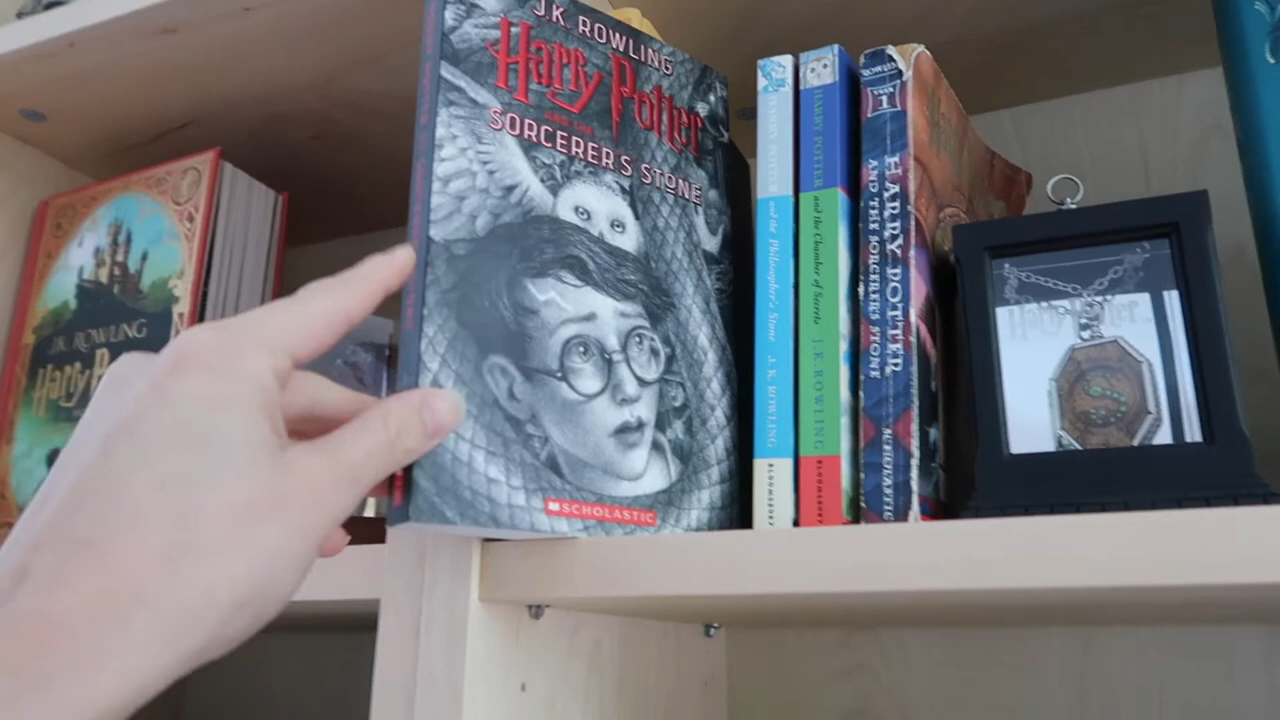 J.K. ROWLING
Harry P
J.K. ROWLING
Harry Potter
AND THE
SORCERER'S STONE
SCHOLASTIC
HARRY POTTER and the Philosopher's Stone J. K. ROWLING
BLOOMSBURY
HARRY POTTER and the Chamber of Secrets J. K. ROWLING
BLOOMSBURY
ROWLING
YEAR
1
HARRY POTTER
AND THE SORCERER'S STONE
SCHOLASTIC
Harry Potter